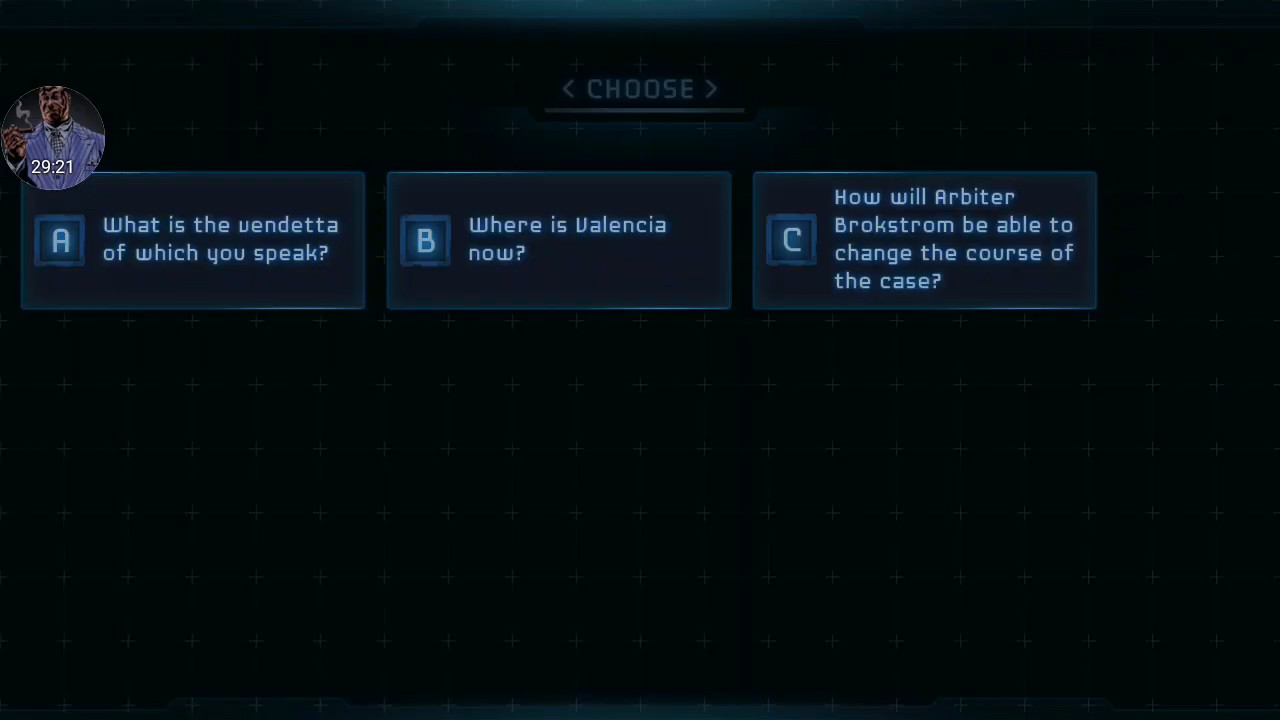 < CHOOSE >
29:21
A
What is the vendetta
of which you speak?
B
Where is Valencia
now?
C
How will Arbiter
Brokstrom be able to
change the course of
the case?